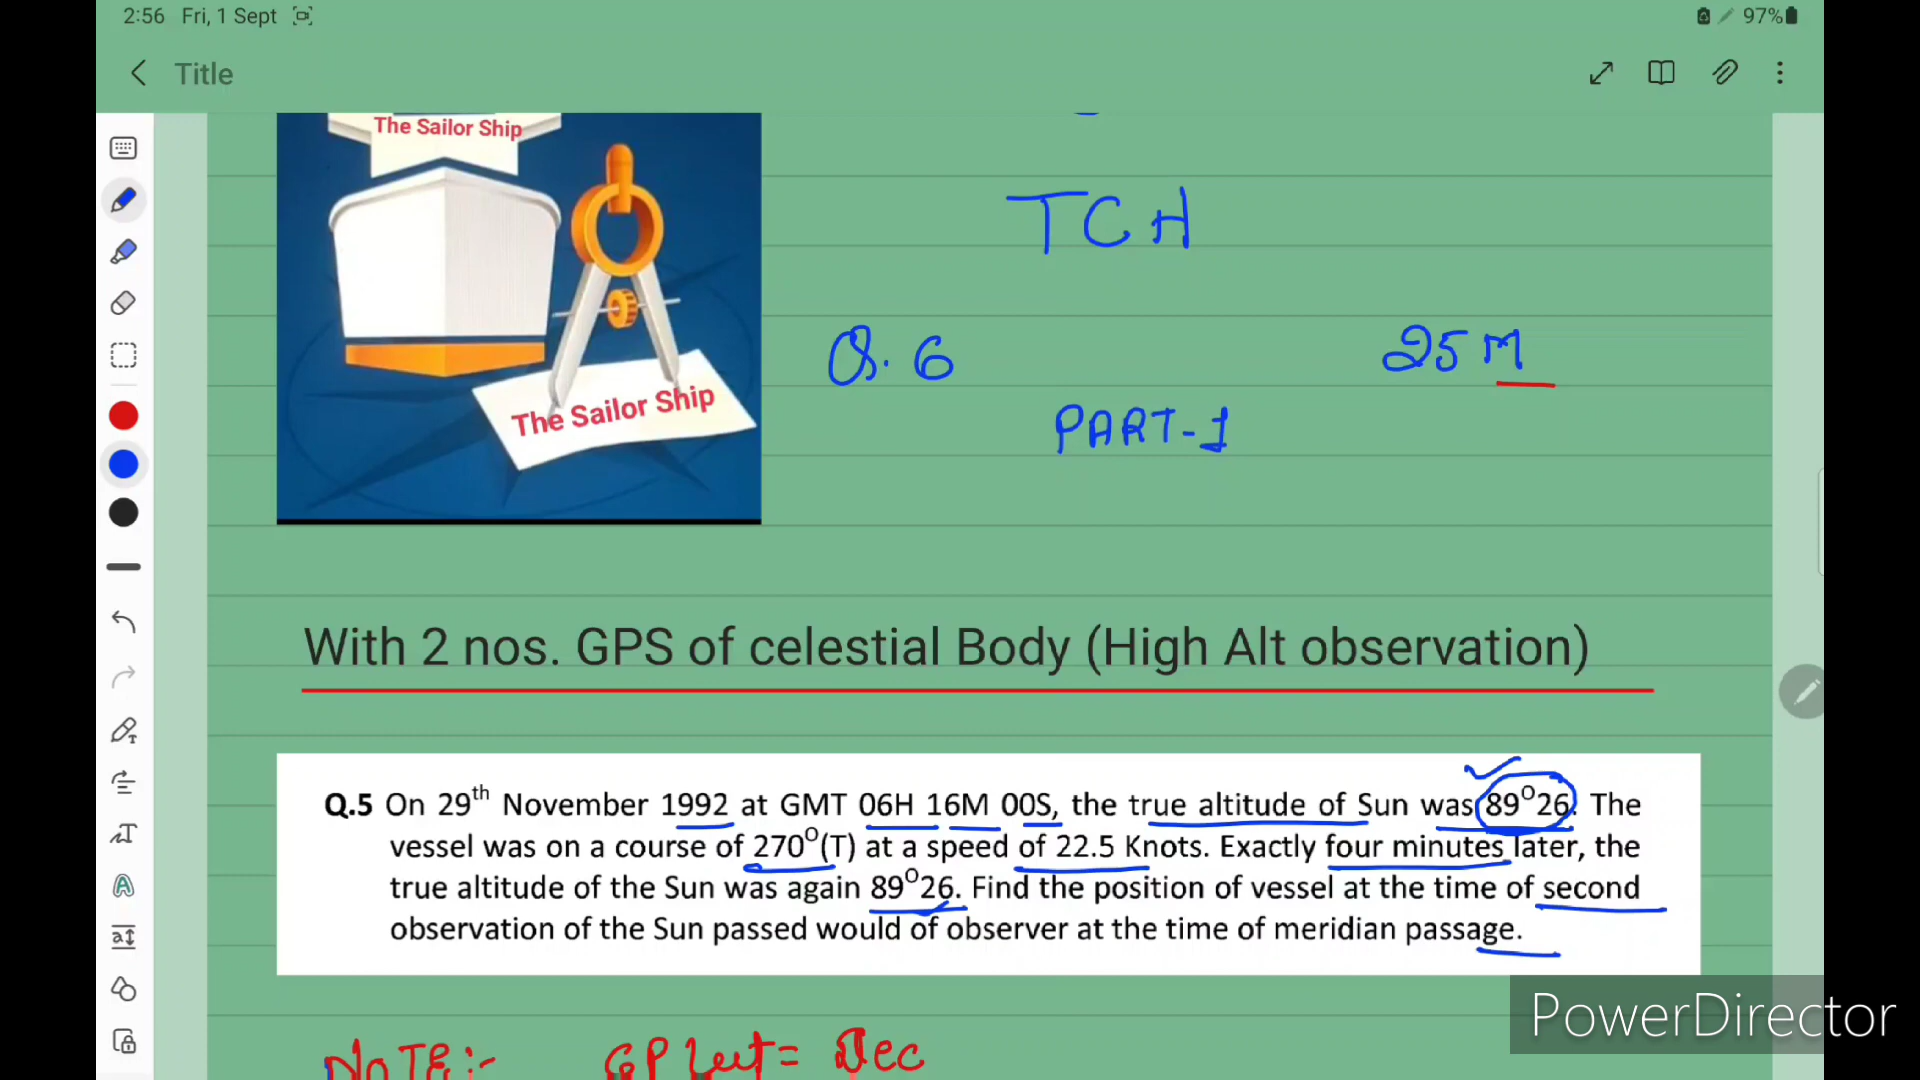 2:56 Fri, 1 Sept 97%
Title
The Sailor Ship
TCH
Q. 6 25 M
The Sailor Ship
PART-1
With 2 nos. GPS of celestial Body (High Alt observation)
Q.5 On 29th November 1992 at GMT 06H 16M 00S, the true altitude of Sun was 89°26. The
vessel was on a course of 270°(T) at a speed of 22.5 Knots. Exactly four minutes later, the
true altitude of the Sun was again 89°26. Find the position of vessel at the time of second
observation of the Sun passed would of observer at the time of meridian passage.
PowerDirector
NOTE:- GP Lat = Dec